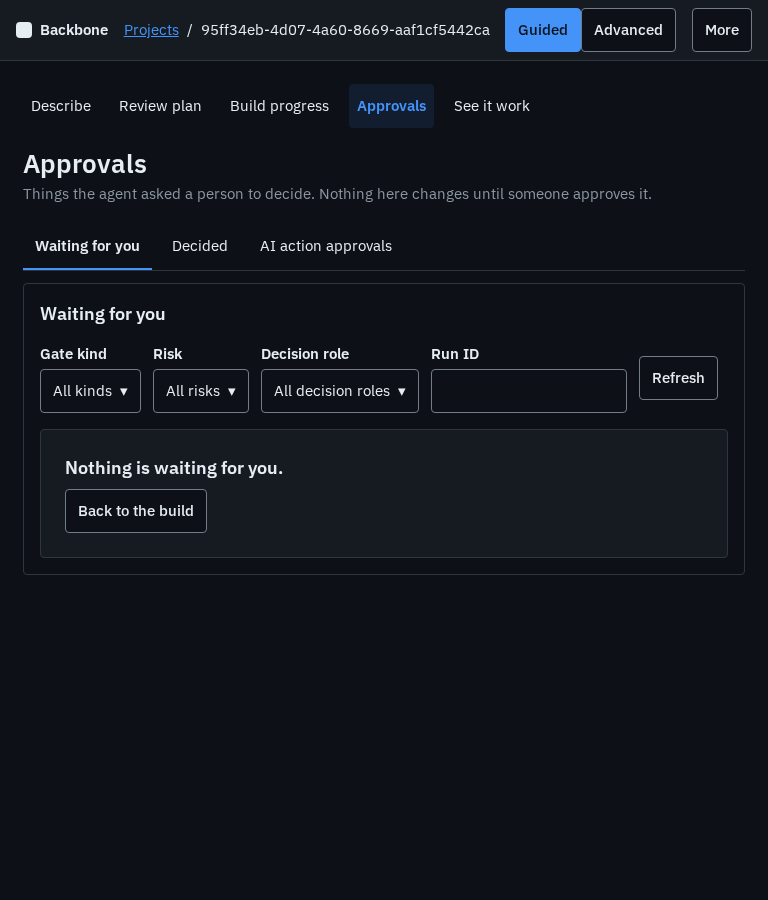 Backbone Projects / 95ff34eb-4d07-4a60-8669-aaf1cf5442ca Guided Advanced More
Describe Review plan Build progress Approvals See it work
Approvals
Things the agent asked a person to decide. Nothing here changes until someone approves it.
Waiting for you Decided AI action approvals
Waiting for you
Gate kind Risk Decision role Run ID
All kinds ▾ All risks ▾ All decision roles ▾ Refresh
Nothing is waiting for you.
Back to the build